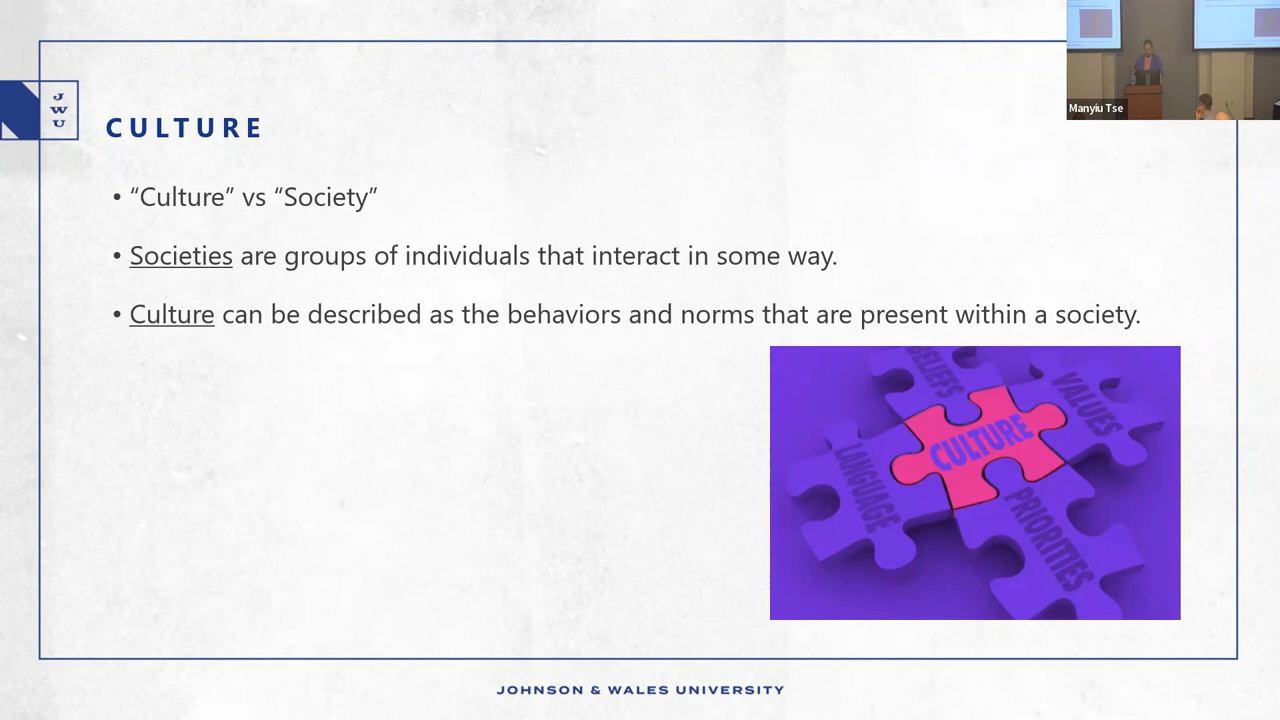 Manyiu Tse
J
W
U
CULTURE
• “Culture” vs “Society”
• Societies are groups of individuals that interact in some way.
• Culture can be described as the behaviors and norms that are present within a society.
BELIEFS
VALUES
CULTURE
LANGUAGE
PRIORITIES
JOHNSON & WALES UNIVERSITY